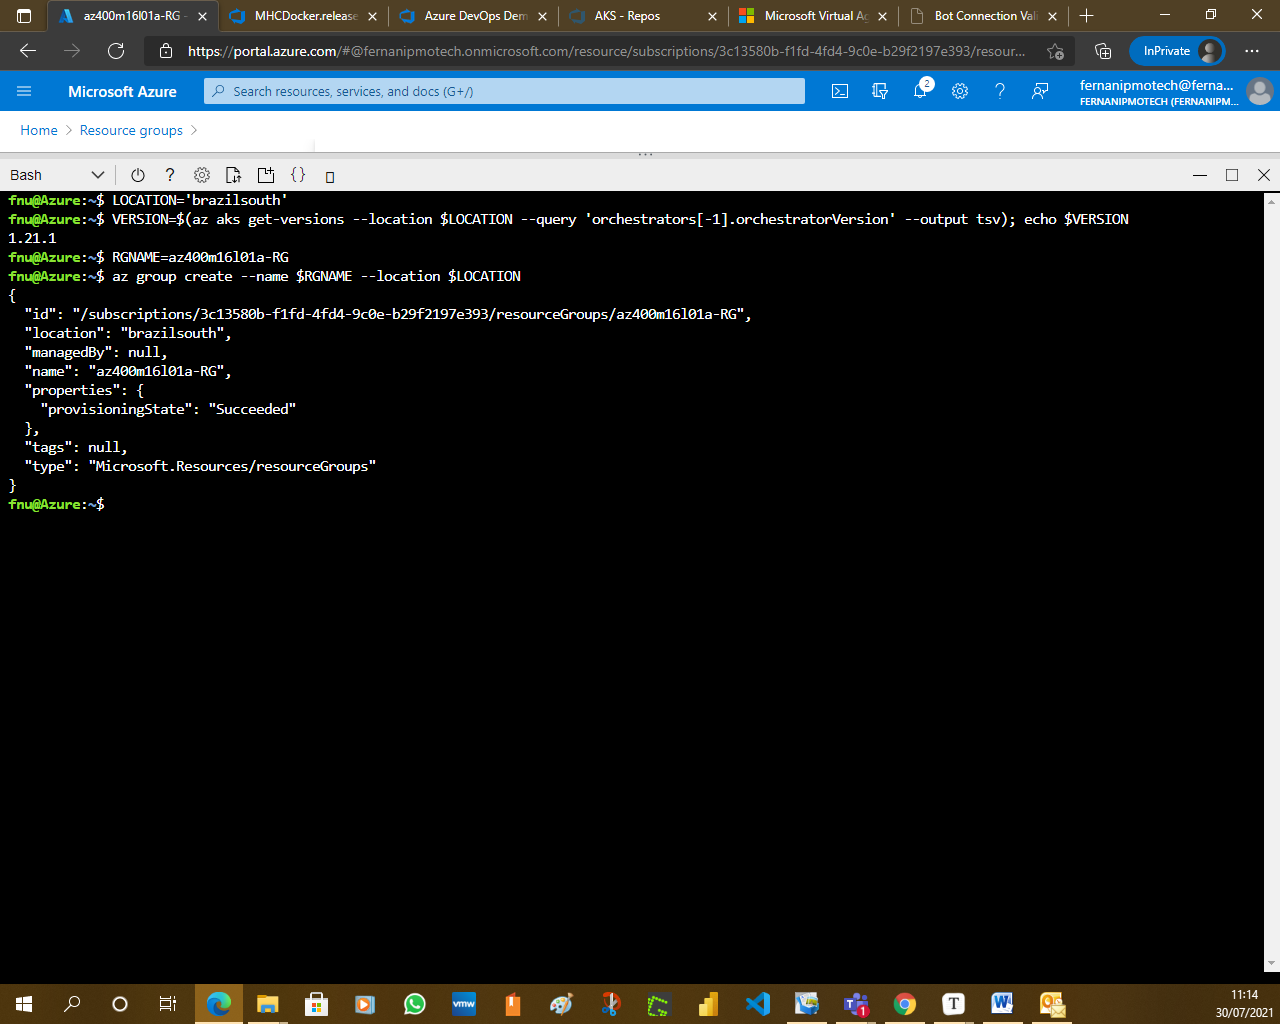 az400m16l01a-RG -
MHCDocker.release
Azure DevOps Dem
AKS - Repos
Microsoft Virtual Ag
Bot Connection Vali
https://portal.azure.com/#@fernanipmotech.onmicrosoft.com/resource/subscriptions/3c13580b-f1fd-4fd4-9c0e-b29f2197e393/resour...
InPrivate
Microsoft Azure
Search resources, services, and docs (G+/)
2
fernanipmotech@ferna...
FERNANIPMOTECH (FERNANIPM...
Home > Resource groups >
Bash
fnu@Azure:~$ LOCATION='brazilsouth'
fnu@Azure:~$ VERSION=$(az aks get-versions --location $LOCATION --query 'orchestrators[-1].orchestratorVersion' --output tsv); echo $VERSION
1.21.1
fnu@Azure:~$ RGNAME=az400m16l01a-RG
fnu@Azure:~$ az group create --name $RGNAME --location $LOCATION
{
"id": "/subscriptions/3c13580b-f1fd-4fd4-9c0e-b29f2197e393/resourceGroups/az400m16l01a-RG",
"location": "brazilsouth",
"managedBy": null,
"name": "az400m16l01a-RG",
"properties": {
"provisioningState": "Succeeded"
},
"tags": null,
"type": "Microsoft.Resources/resourceGroups"
}
fnu@Azure:~$
vmw
1
T
11:14
30/07/2021